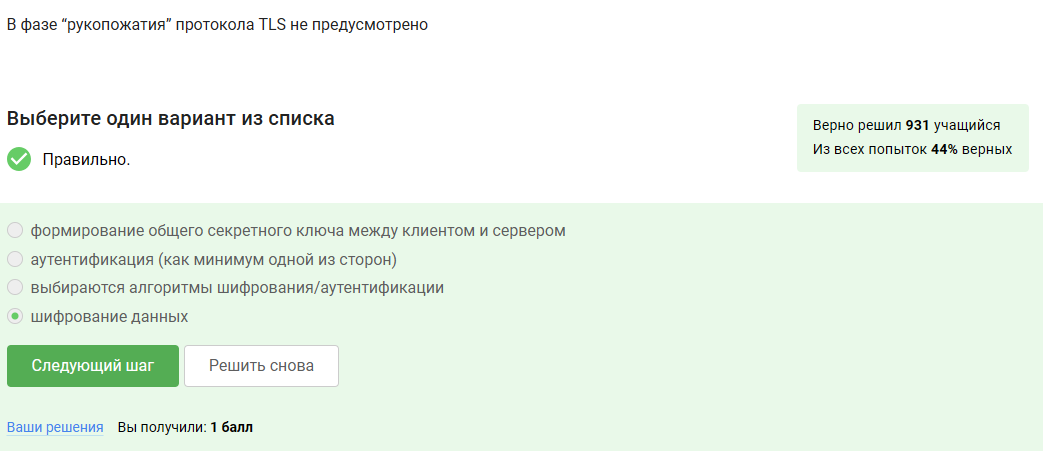 В фазе “рукопожатия” протокола TLS не предусмотрено
Выберите один вариант из списка
Верно решил 931 учащийся
Из всех попыток 44% верных
Правильно.
формирование общего секретного ключа между клиентом и сервером
аутентификация (как минимум одной из сторон)
выбираются алгоритмы шифрования/аутентификации
шифрование данных
Следующий шаг
Решить снова
Ваши решения
Вы получили: 1 балл